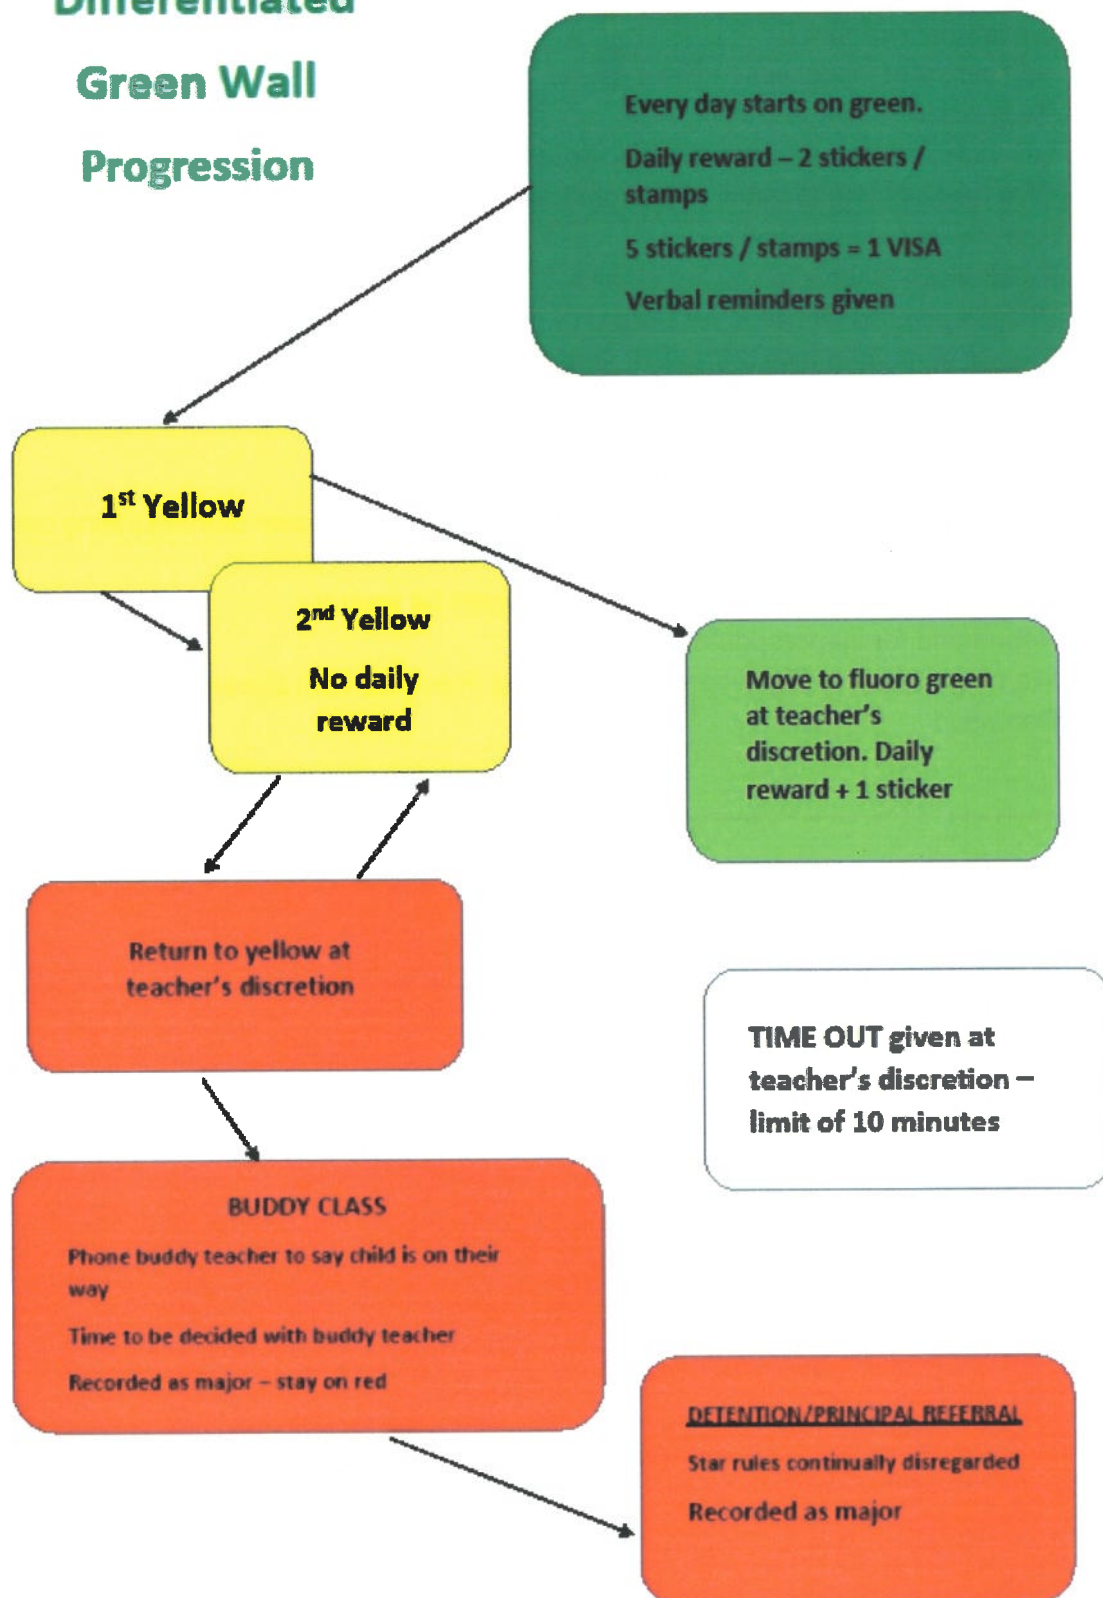 Differentiated
Green Wall
Progression
Every day starts on green.
Daily reward – 2 stickers /
stamps
5 stickers / stamps = 1 VISA
Verbal reminders given
1st Yellow
2nd Yellow
No daily
reward
Move to fluoro green
at teacher's
discretion. Daily
reward + 1 sticker
Return to yellow at
teacher's discretion
TIME OUT given at
teacher's discretion –
limit of 10 minutes
BUDDY CLASS
Phone buddy teacher to say child is on their
way
Time to be decided with buddy teacher
Recorded as major – stay on red
DETENTION/PRINCIPAL REFERRAL
Star rules continually disregarded
Recorded as major